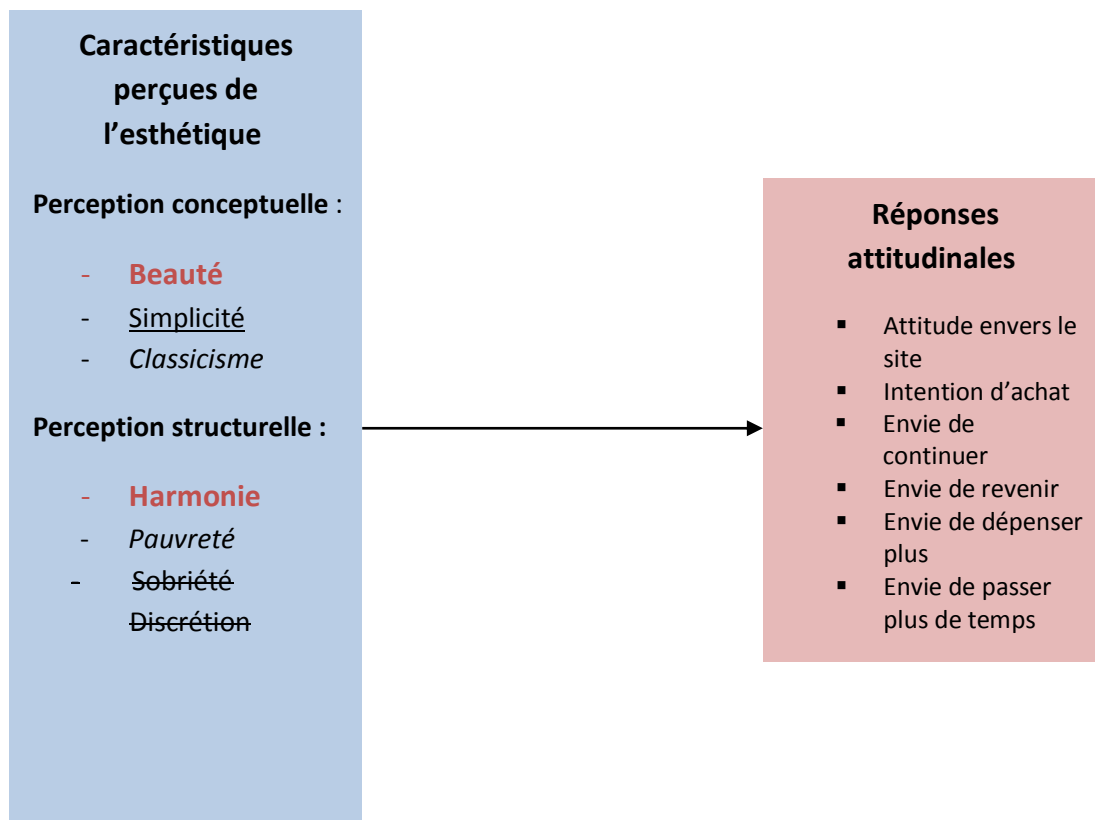 Caractéristiques
perçues de
l’esthétique
Perception conceptuelle :
- Beauté
- Simplicité
- Classicisme
Perception structurelle :
- Harmonie
- Pauvreté
- Sobriété
Discrétion
Réponses
attitudinales
▪ Attitude envers le
site
▪ Intention d’achat
▪ Envie de
continuer
▪ Envie de revenir
▪ Envie de dépenser
plus
▪ Envie de passer
plus de temps